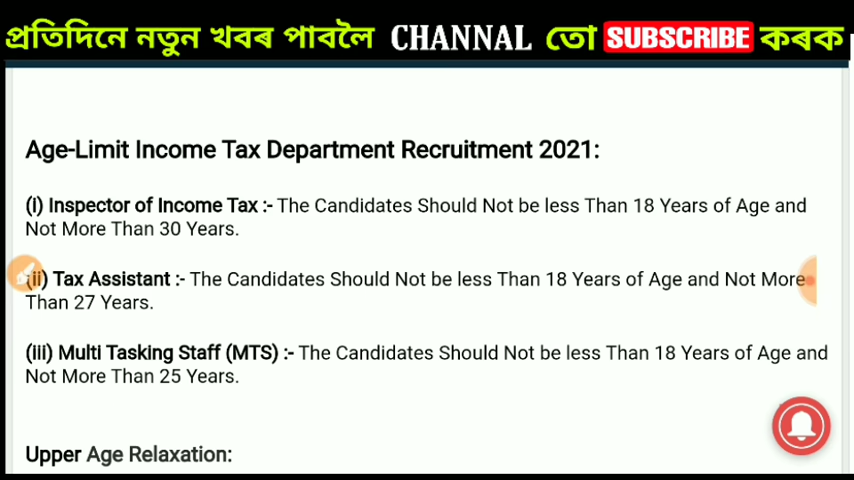 প্ৰতিদিনে নতুন খবৰ পাবলৈ CHANNAL তো SUBSCRIBE কৰক
Age-Limit Income Tax Department Recruitment 2021:
(i) Inspector of Income Tax :- The Candidates Should Not be less Than 18 Years of Age and
Not More Than 30 Years.
(ii) Tax Assistant :- The Candidates Should Not be less Than 18 Years of Age and Not More
Than 27 Years.
(iii) Multi Tasking Staff (MTS) :- The Candidates Should Not be less Than 18 Years of Age and
Not More Than 25 Years.
Upper Age Relaxation: